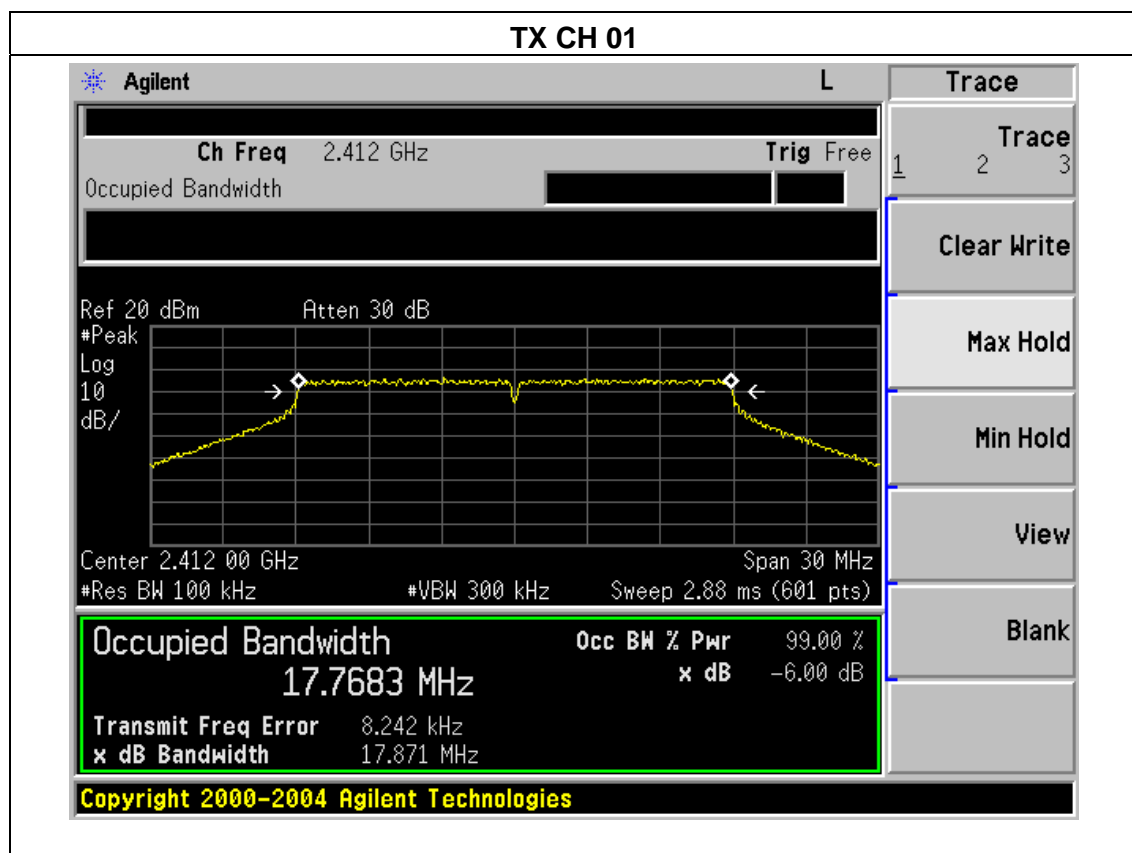 TX CH 01
Agilent L Trace
Ch Freq 2.412 GHz Trig Free
Occupied Bandwidth
Trace
1 2 3
Clear Write
Max Hold
Min Hold
View
Blank
Ref 20 dBm Atten 30 dB
#Peak
Log
10
dB/
Center 2.412 00 GHz Span 30 MHz
#Res BW 100 kHz #VBW 300 kHz Sweep 2.88 ms (601 pts)
Occupied Bandwidth Occ BW % Pwr 99.00 %
17.7683 MHz x dB -6.00 dB
Transmit Freq Error 8.242 kHz
x dB Bandwidth 17.871 MHz
Copyright 2000-2004 Agilent Technologies